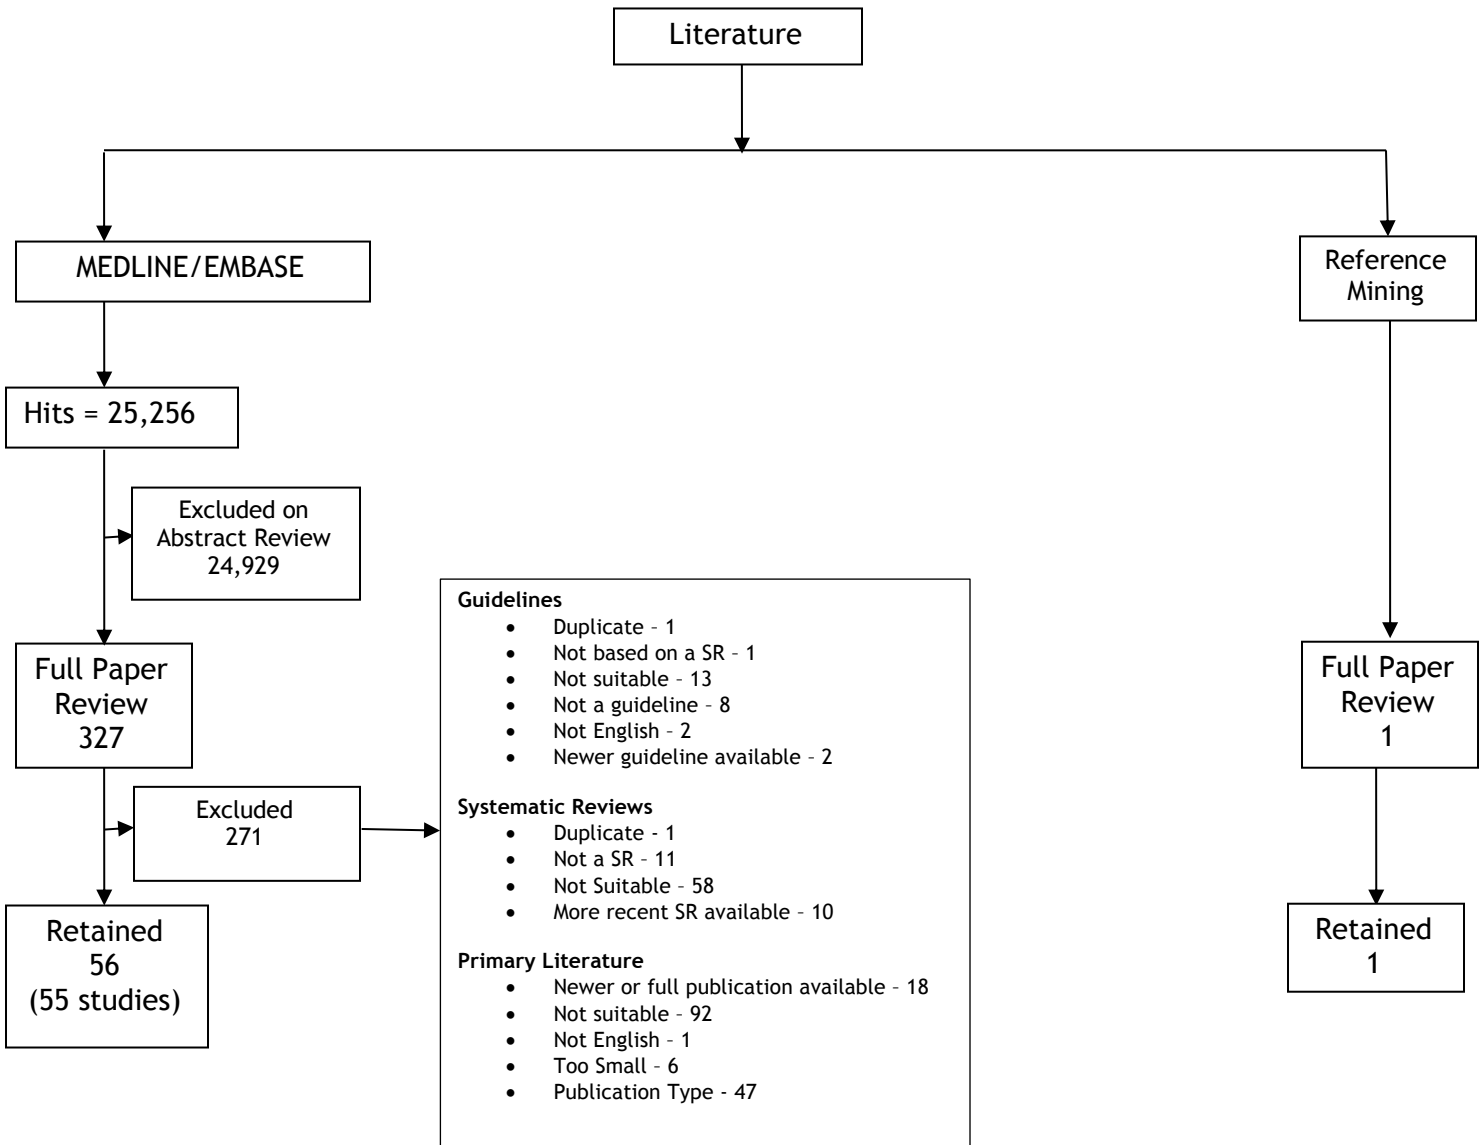 Literature
MEDLINE/EMBASE
Reference
Mining
Hits = 25,256
Excluded on
Abstract Review
24,929
Full Paper
Review
327
Full Paper
Review
1
Excluded
271
Guidelines
• Duplicate – 1
• Not based on a SR – 1
• Not suitable – 13
• Not a guideline – 8
• Not English – 2
• Newer guideline available – 2
Systematic Reviews
• Duplicate - 1
• Not a SR – 11
• Not Suitable – 58
• More recent SR available – 10
Primary Literature
• Newer or full publication available – 18
• Not suitable – 92
• Not English – 1
• Too Small – 6
• Publication Type - 47
Retained
56
(55 studies)
Retained
1